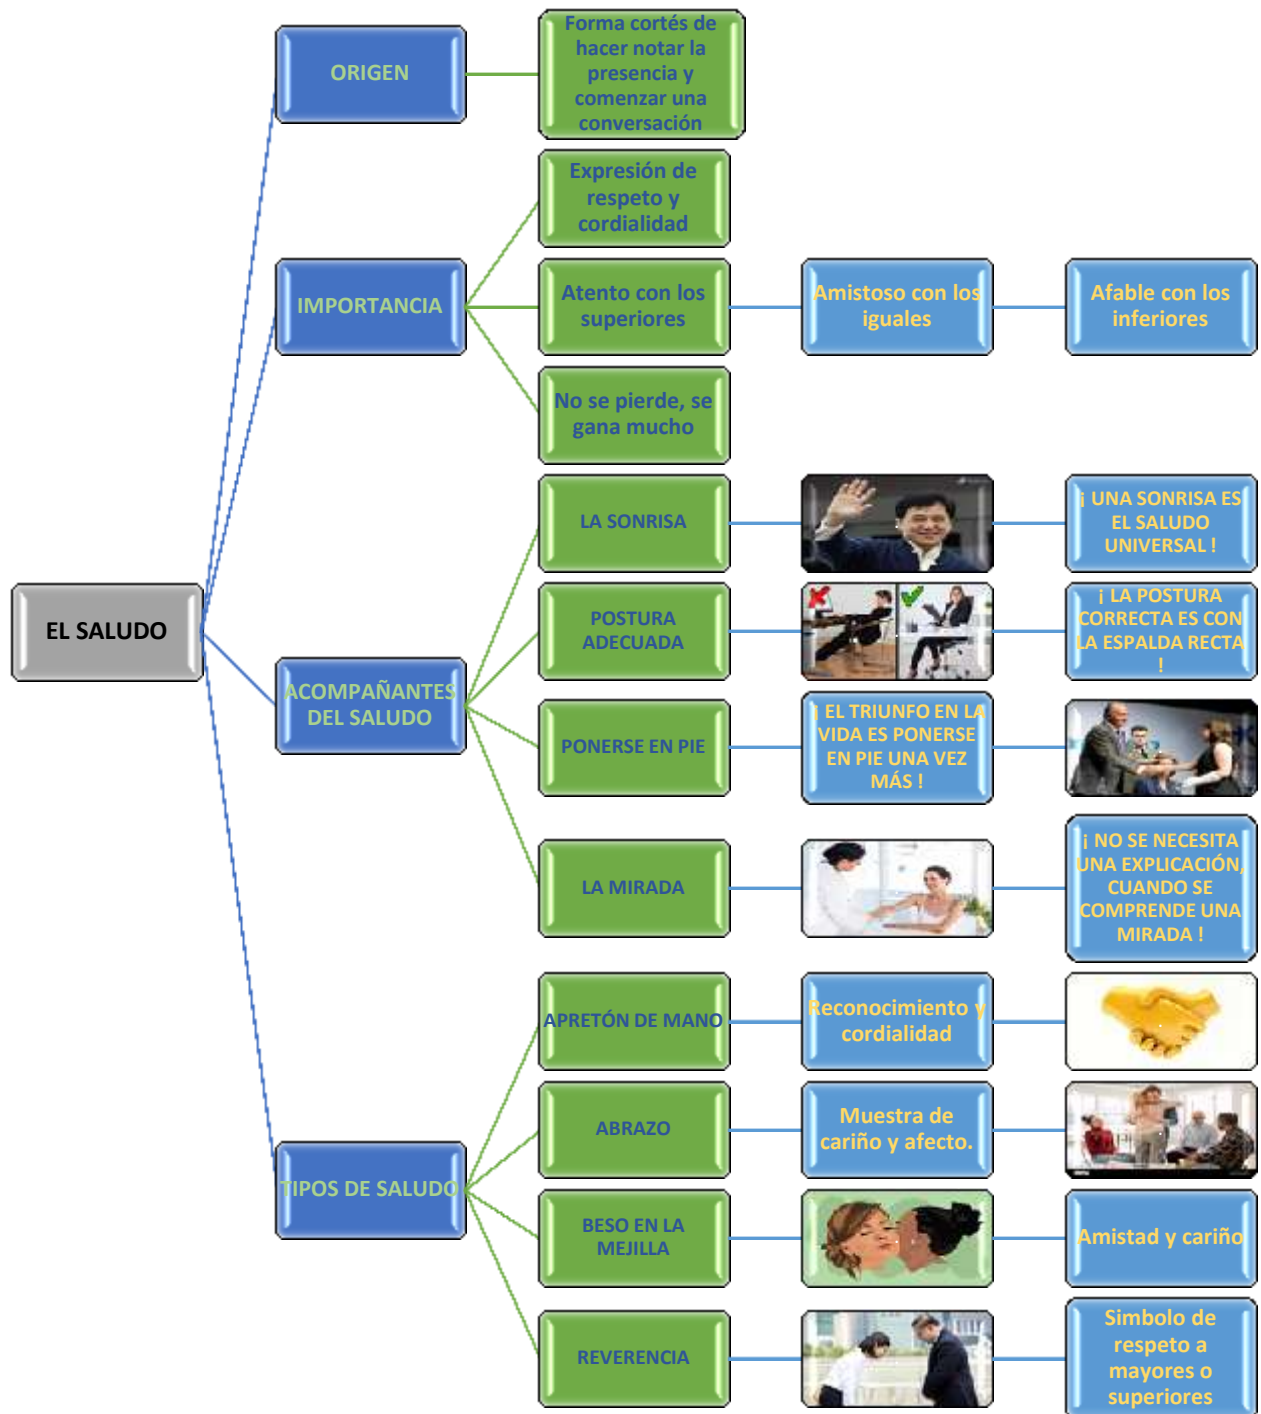 ORIGEN
Forma cortés de
hacer notar la
presencia y
comenzar una
conversación
Expresión de
respeto y
cordialidad
IMPORTANCIA
Atento con los
superiores
Amistoso con los
iguales
Afable con los
inferiores
No se pierde, se
gana mucho
LA SONRISA
¡ UNA SONRISA ES
EL SALUDO
UNIVERSAL !
EL SALUDO
POSTURA
ADECUADA
¡ LA POSTURA
CORRECTA ES CON
LA ESPALDA RECTA
!
ACOMPAÑANTES
DEL SALUDO
PONERSE EN PIE
¡ EL TRIUNFO EN LA
VIDA ES PONERSE
EN PIE UNA VEZ
MÁS !
LA MIRADA
¡ NO SE NECESITA
UNA EXPLICACIÓN,
CUANDO SE
COMPRENDE UNA
MIRADA !
APRETÓN DE MANO
Reconocimiento y
cordialidad
ABRAZO
Muestra de
cariño y afecto.
TIPOS DE SALUDO
BESO EN LA
MEJILLA
Amistad y cariño
REVERENCIA
Simbolo de
respeto a
mayores o
superiores